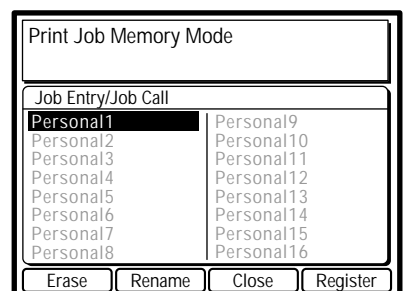 Print Job Memory Mode
Job Entry/Job Call
Personal1
Personal2
Personal3
Personal4
Personal5
Personal6
Personal7
Personal8
Personal9
Personal10
Personal11
Personal12
Personal13
Personal14
Personal15
Personal16
Erase Rename Close Register